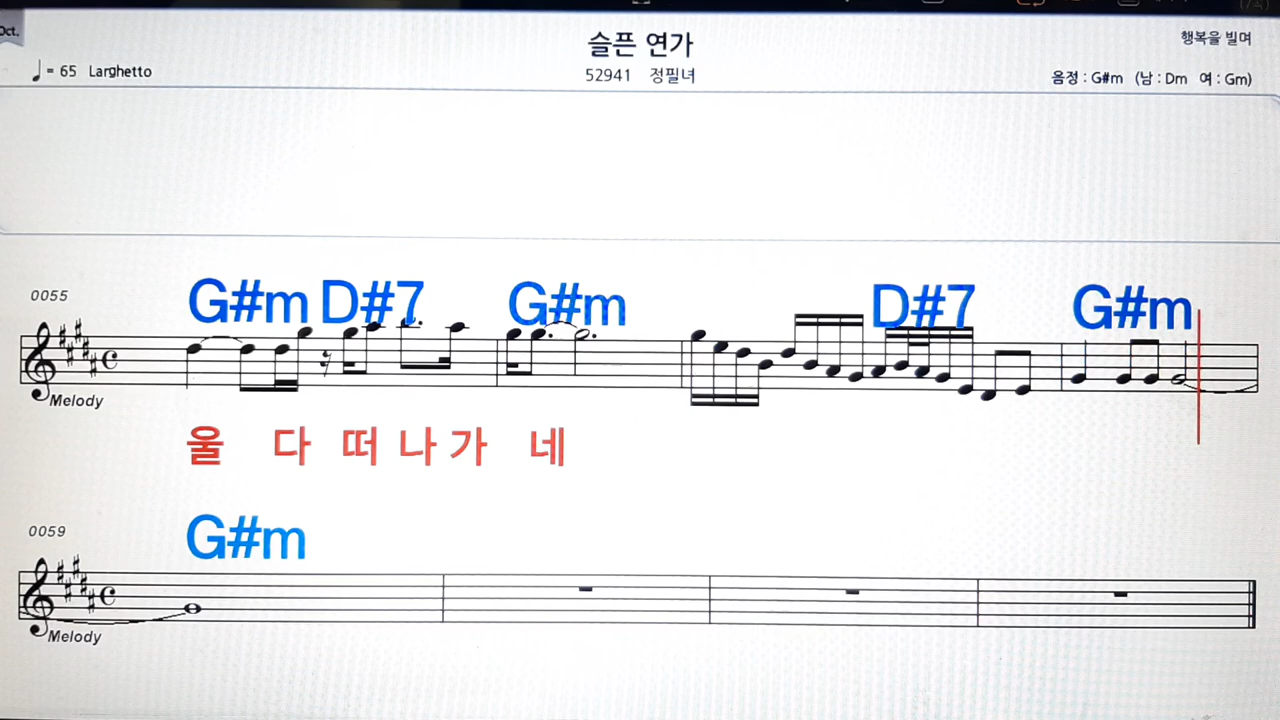 Oct.
슬픈 연가
행복을 빌며
♩= 65 Larghetto
52941 정필녀
음정 : G#m (남 : Dm 여 : Gm)
0055
G#m D#7 G#m D#7 G#m
Melody
울 다 떠 나 가 네
0059
G#m
Melody